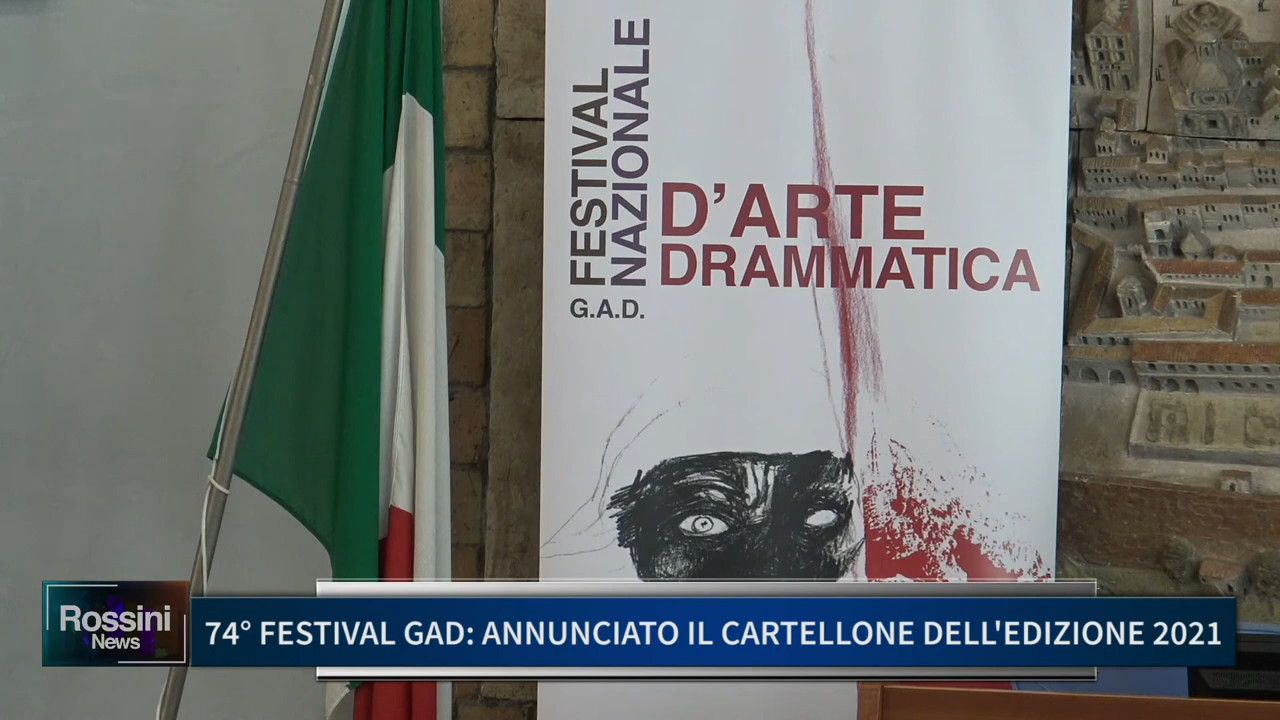 FESTIVAL
NAZIONALE
D'ARTE
DRAMMATICA
G.A.D.
Rossini
News
74° FESTIVAL GAD: ANNUNCIATO IL CARTELLONE DELL'EDIZIONE 2021